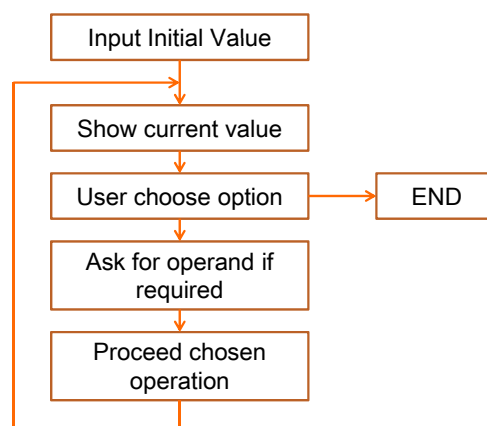 Input Initial Value
Show current value
User choose option
END
Ask for operand if
required
Proceed chosen
operation